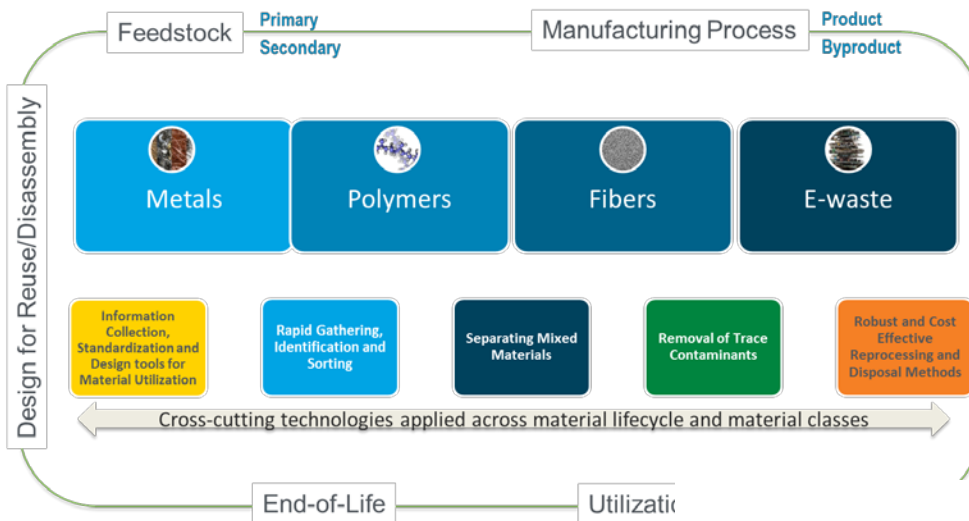 Feedstock
Primary
Secondary
Manufacturing Process
Product
Byproduct
Design for Reuse/Disassembly
Metals
Polymers
Fibers
E-waste
Information
Collection,
Standardization and
Design tools for
Material Utilization
Rapid Gathering,
Identification and
Sorting
Separating Mixed
Materials
Removal of Trace
Contaminants
Robust and Cost
Effective
Reprocessing and
Disposal Methods
Cross-cutting technologies applied across material lifecycle and material classes
End-of-Life